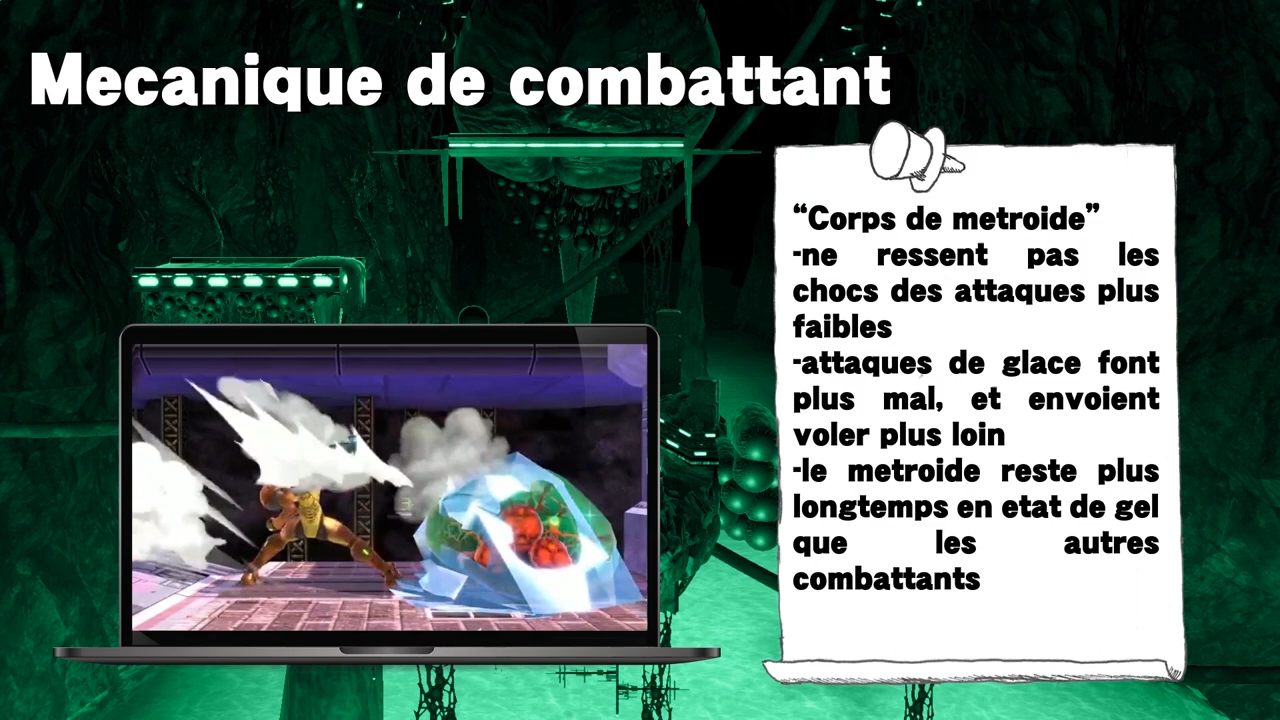 Mecanique de combattant
“Corps de metroide”
-ne ressent pas les
chocs des attaques plus
faibles
-attaques de glace font
plus mal, et envoient
voler plus loin
-le metroide reste plus
longtemps en etat de gel
que les autres
combattants